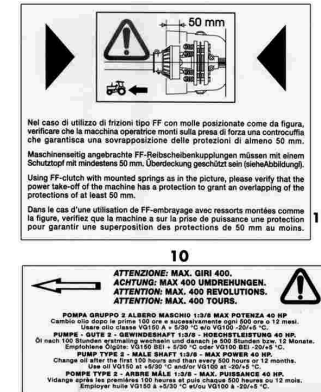 50 mm
Nel caso di utilizzo di frizioni tipo FF con molle posizionate come da figura,
verificare che la macchina operatrice monti sulla presa di forza una controcuffia
che garantisca una sovrapposizione delle protezioni di almeno 50 mm.
Maschinenseitig angebrachte FF-Reibscheibenkupplungen müssen mit einem
Schutztopf mit mindestens 50 mm. Überdeckung geschützt sein (sieheAbbildung).
Using FF-clutch with mounted springs as in the picture, please verify that the
power take-off of the machine has a protection to grant an overlapping of the
protections of at least 50 mm.
Dans le cas d'une utilisation de FF-embrayage avec ressorts montées comme
la figure, verifiez que la machine a sur la prise de puissance une protection
pour garantir une superposition des protections de 50 mm au moins.
1
10
ATTENZIONE: MAX. GIRI 400.
ACHTUNG: MAX 400 UMDREHUNGEN.
ATTENTION: MAX. 400 REVOLUTIONS.
ATTENTION: MAX. 400 TOURS.
POMPA GRUPPO 2 ALBERO MASCHIO 1:3/8 MAX POTENZA 40 HP
Cambio olio dopo le prime 100 ore e sucessivamente ogni 500 ore o 12 mesi.
Usare olio classe VG150 A + 5/30 °C e/o VG100 -20/+5 °C.
PUMPE - GUTE 2 - GEWINDESHAFT 1:3/8 - HOECHSTLEISTUNG 40 HP.
Öl nach 100 Stunden erstmalig wechseln und danach je 500 Stunden bzw. 12 Monate.
Empfohlene Ölgüte: VG150 BEI + 5/30 °C oder VG100 BEI -20/+5 °C.
PUMP TYPE 2 - MALE SHAFT 1:3/8 - MAX POWER 40 HP.
Change oil after the first 100 hours and than every 500 hours or 12 months.
Use oil VG150 at +5/30 °C and/or VG100 at -20/+5 °C.
POMPE TYPE 2 - ARBRE MÂLE 1:3/8 - MAX. PUISSANCE 40 HP.
Vidange après les premières 100 heures et puis chaque 500 heures ou 12 mois.
Employer huile VG150 à +5/30 °C et/ou VG100 à -20/+5 °C.